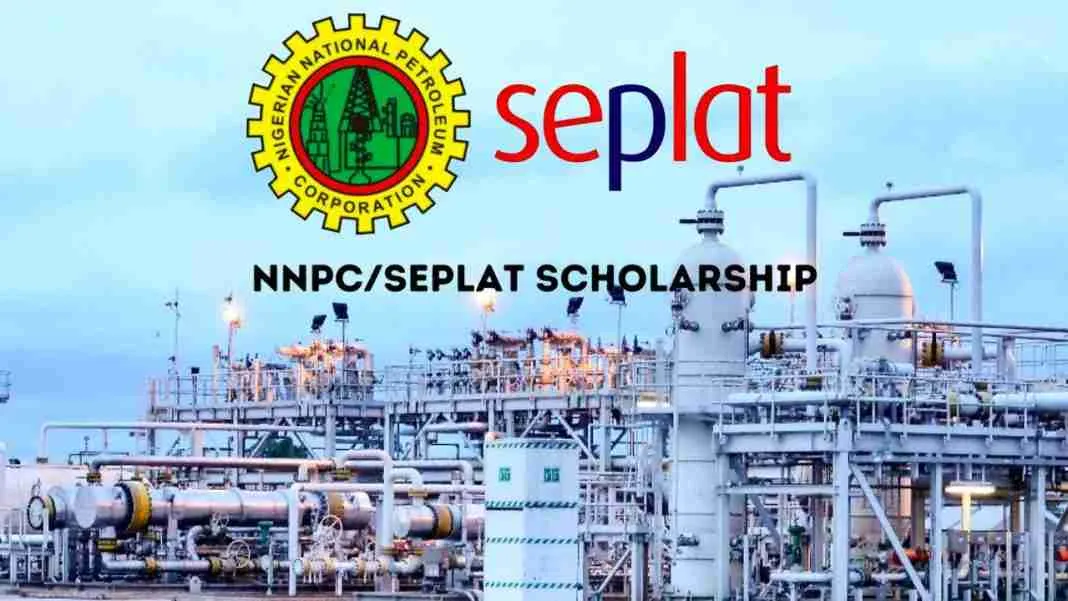 NIGERIAN NATIONAL PETROLEUM
CORPORATION
seplat
NNPC/SEPLAT SCHOLARSHIP